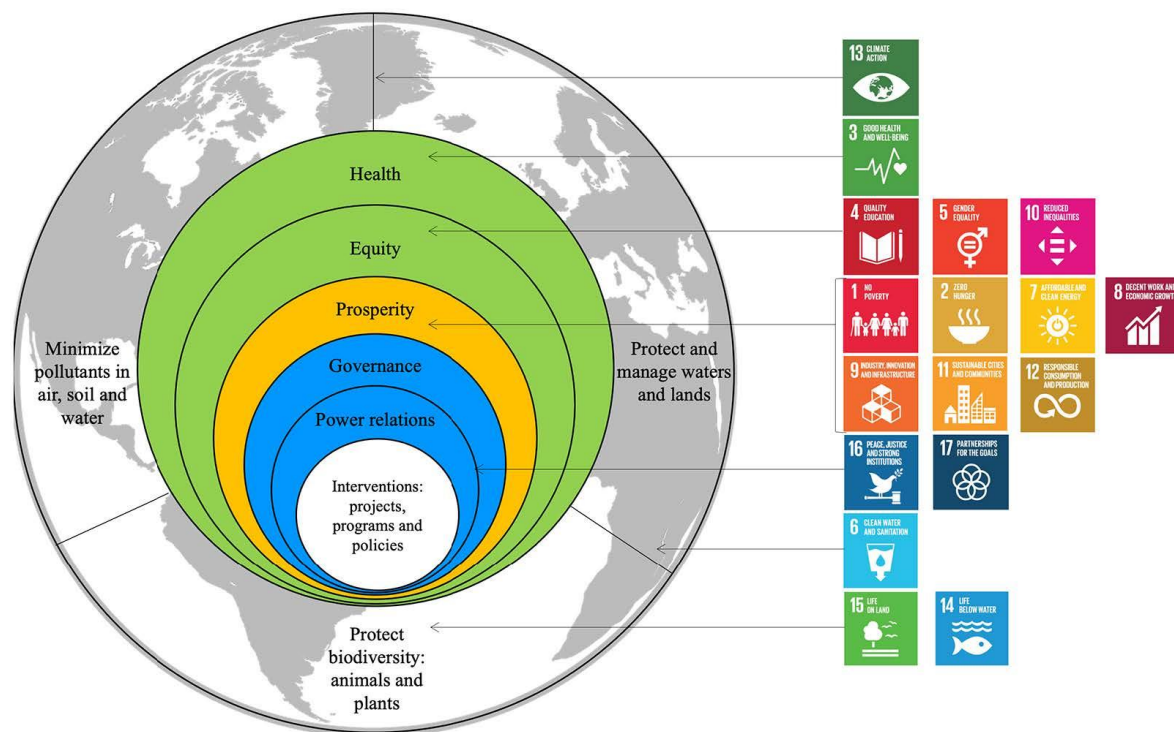 Health
Equity
Prosperity
Governance
Power relations
Interventions:
projects,
programs and
policies
Minimize
pollutants in
air, soil and
water
Protect and
manage waters
and lands
Protect
biodiversity:
animals and
plants
13 CLIMATE
ACTION
3 GOOD HEALTH
AND WELL-BEING
4 QUALITY
EDUCATION
5 GENDER
EQUALITY
10 REDUCED
INEQUALITIES
1 NO
POVERTY
2 ZERO
HUNGER
7 AFFORDABLE AND
CLEAN ENERGY
8 DECENT WORK AND
ECONOMIC GROWTH
9 INDUSTRY, INNOVATION
AND INFRASTRUCTURE
11 SUSTAINABLE CITIES
AND COMMUNITIES
12 RESPONSIBLE
CONSUMPTION
AND PRODUCTION
16 PEACE, JUSTICE
AND STRONG
INSTITUTIONS
17 PARTNERSHIPS
FOR THE GOALS
6 CLEAN WATER
AND SANITATION
15 LIFE
ON LAND
14 LIFE
BELOW WATER